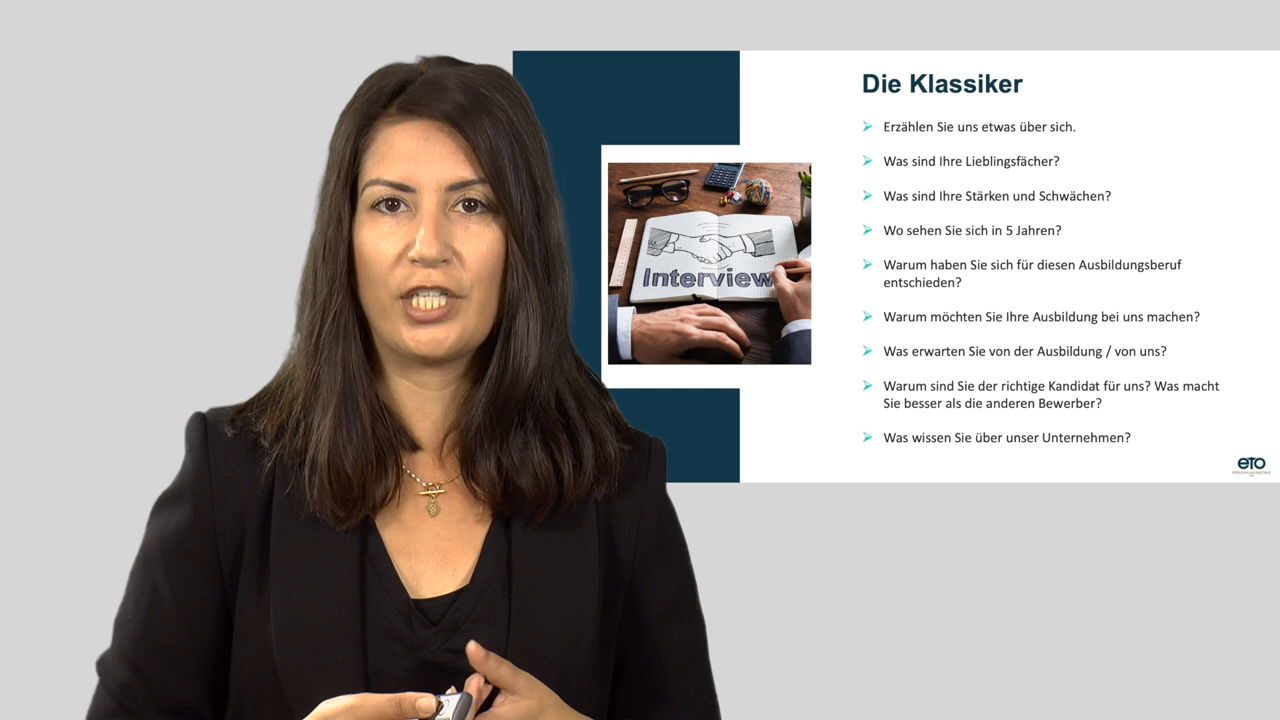 Die Klassiker
Erzählen Sie uns etwas über sich.
Was sind Ihre Lieblingsfächer?
Was sind Ihre Stärken und Schwächen?
Wo sehen Sie sich in 5 Jahren?
Warum haben Sie sich für diesen Ausbildungsberuf
entschieden?
Warum möchten Sie Ihre Ausbildung bei uns machen?
Was erwarten Sie von der Ausbildung / von uns?
Warum sind Sie der richtige Kandidat für uns? Was macht
Sie besser als die anderen Bewerber?
Was wissen Sie über unser Unternehmen?
Interview
eTO